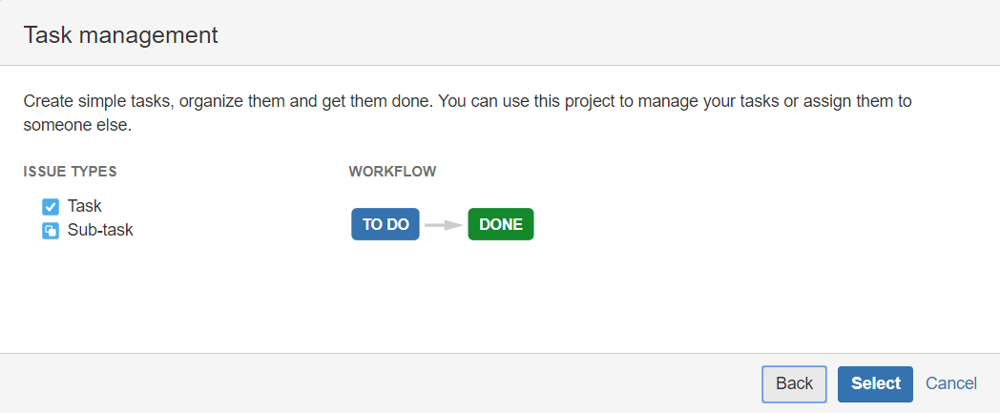 Task management
Create simple tasks, organize them and get them done. You can use this project to manage your tasks or assign them to
someone else.
ISSUE TYPES
WORKFLOW
Task
Sub-task
TO DO
DONE
Back
Select
Cancel